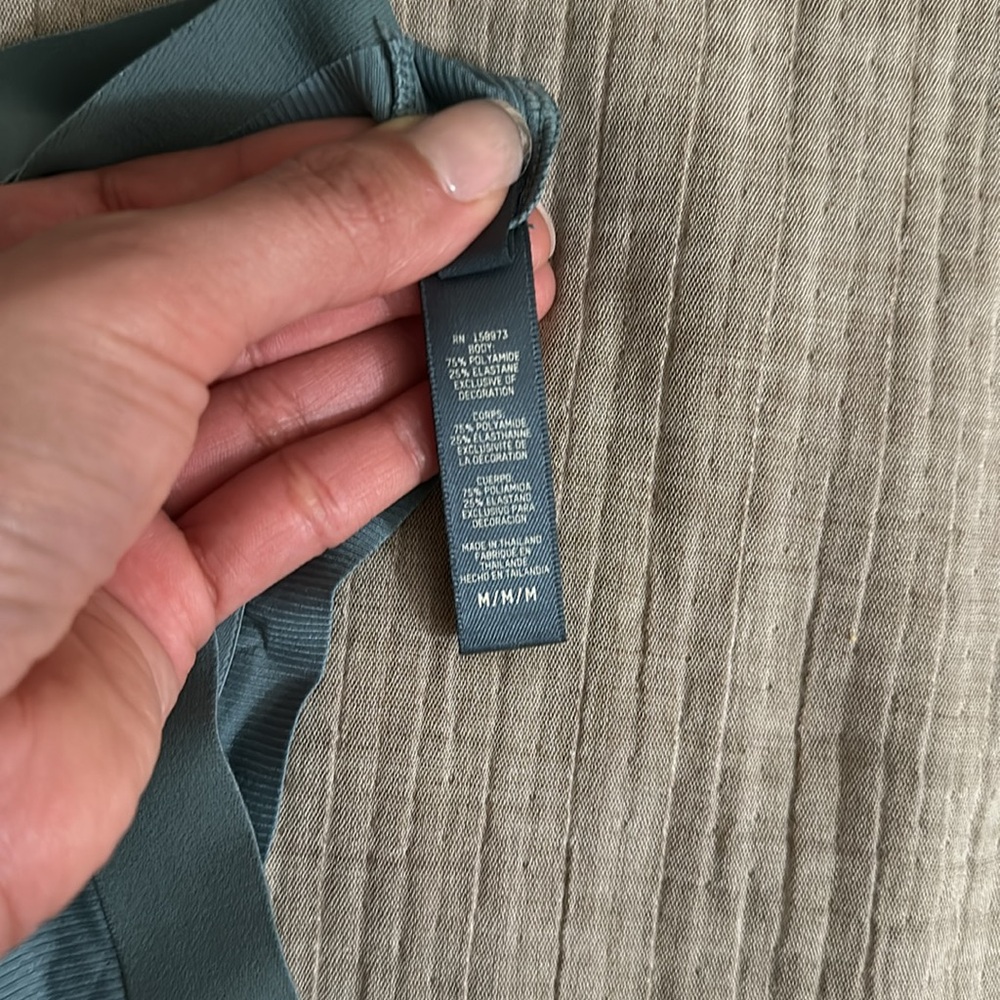 RN 158973
BODY:
75% POLYAMIDE
25% ELASTANE
EXCLUSIVE OF
DECORATION
CORPS:
75% POLYAMIDE
25% ÉLASTHANNE
EXCLUSIVITÉ DE
LA DÉCORATION
CUERPO:
75% POLIAMIDA
25% ELASTANO
EXCLUSIVO PARA
DECORACIÓN
MADE IN THAILAND
FABRIQUÉ EN
THAÏLANDE
HECHO EN TAILANDIA
M/M/M